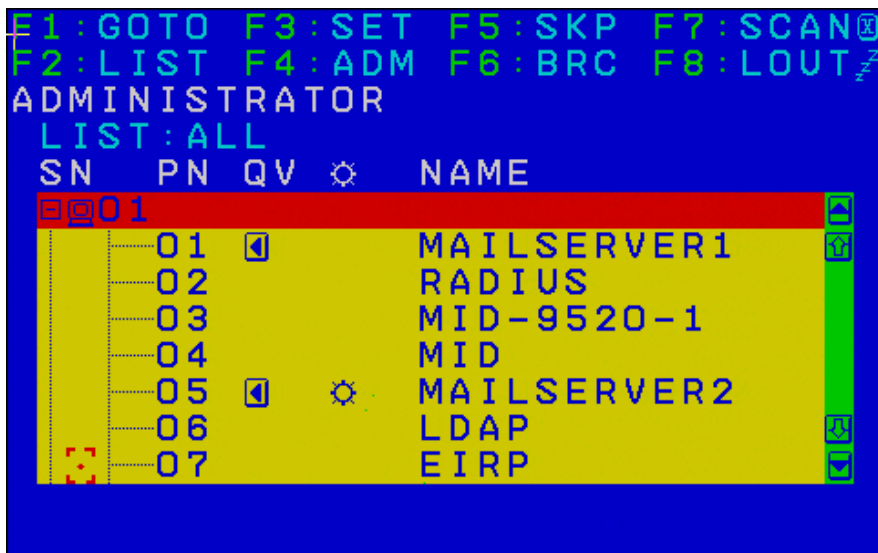 F1:GOTO F3:SET F5:SKP F7:SCAN
F2:LIST F4:ADM F6:BRC F8:LOUT zZ
ADMINISTRATOR
LIST:ALL
SN PN QV NAME
01
01 MAILSERVER1
02 RADIUS
03 MID-9520-1
04 MID
05 MAILSERVER2
06 LDAP
07 EIRP